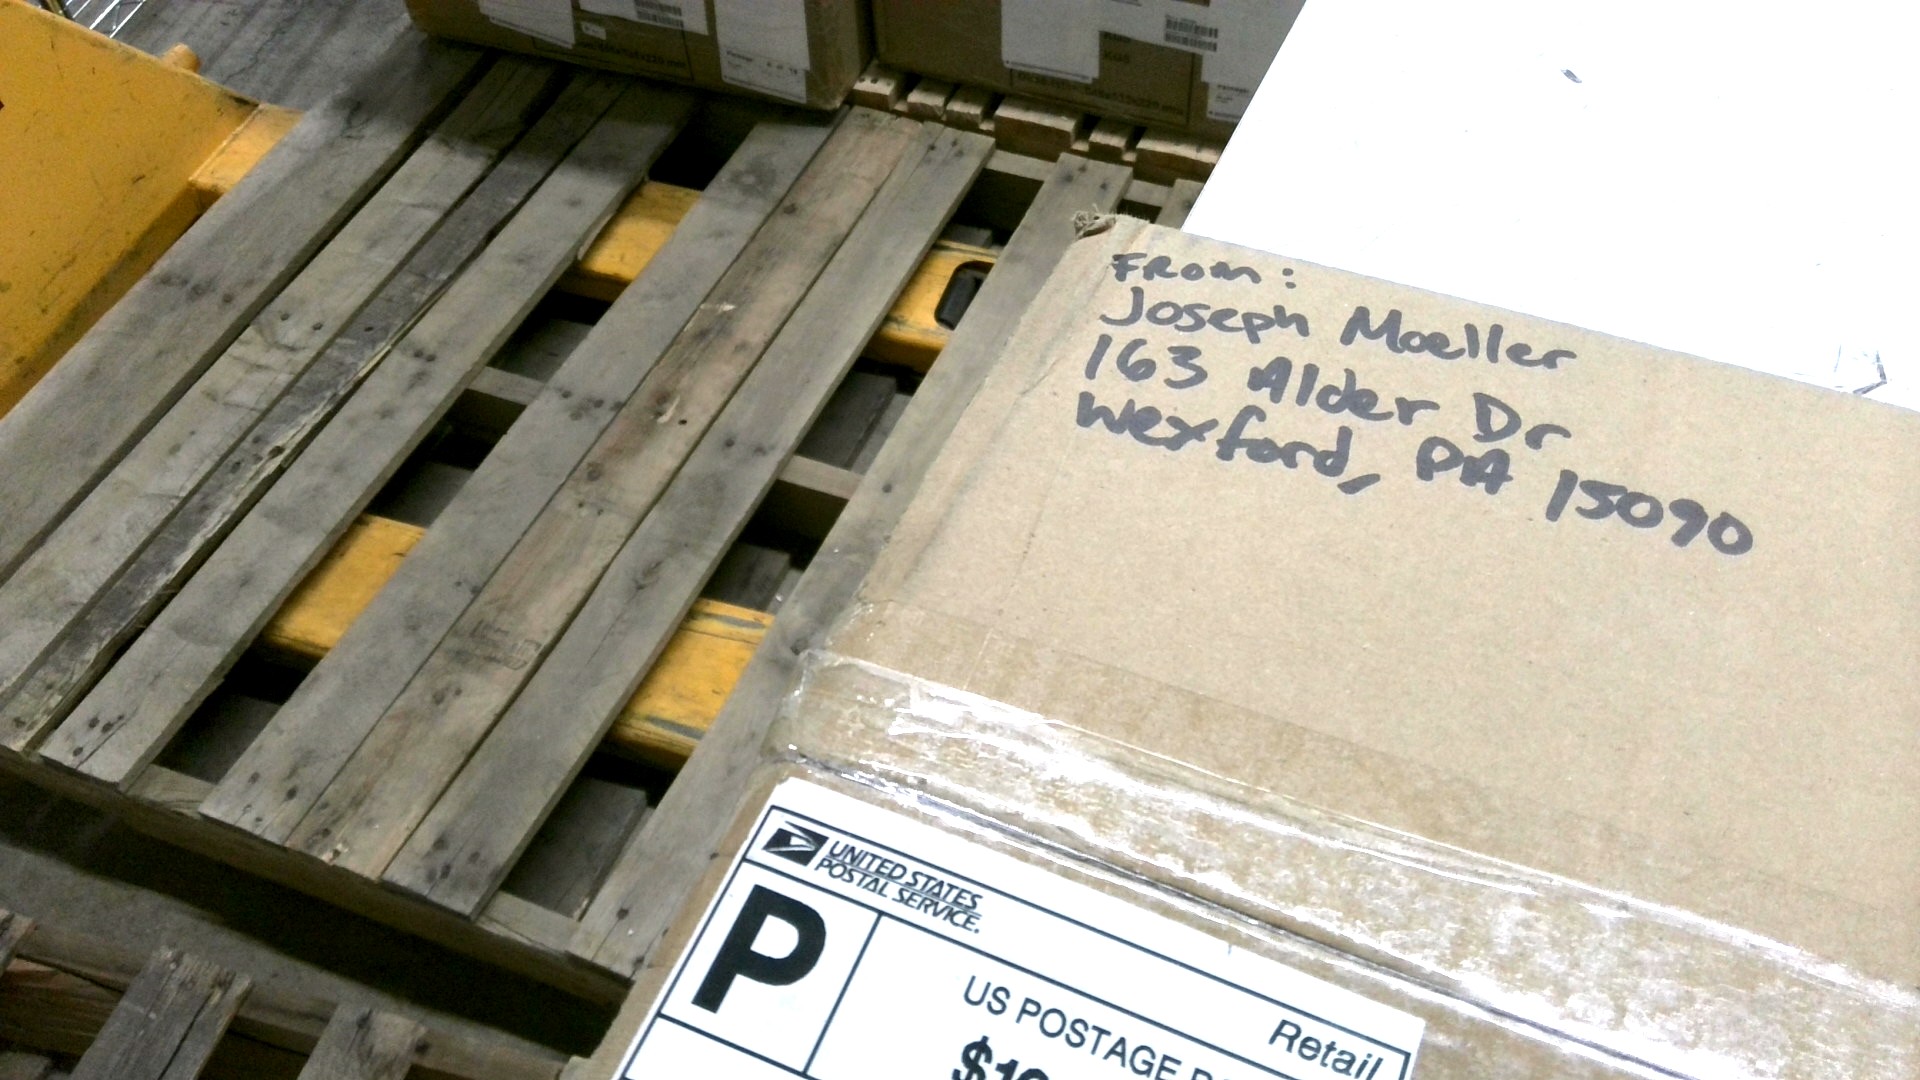 FRom:
Joseph Moeller
163 Alder Dr
Wexford, PA 15090
UNITED STATES
POSTAL SERVICE.
P
US POSTAGE
Retail